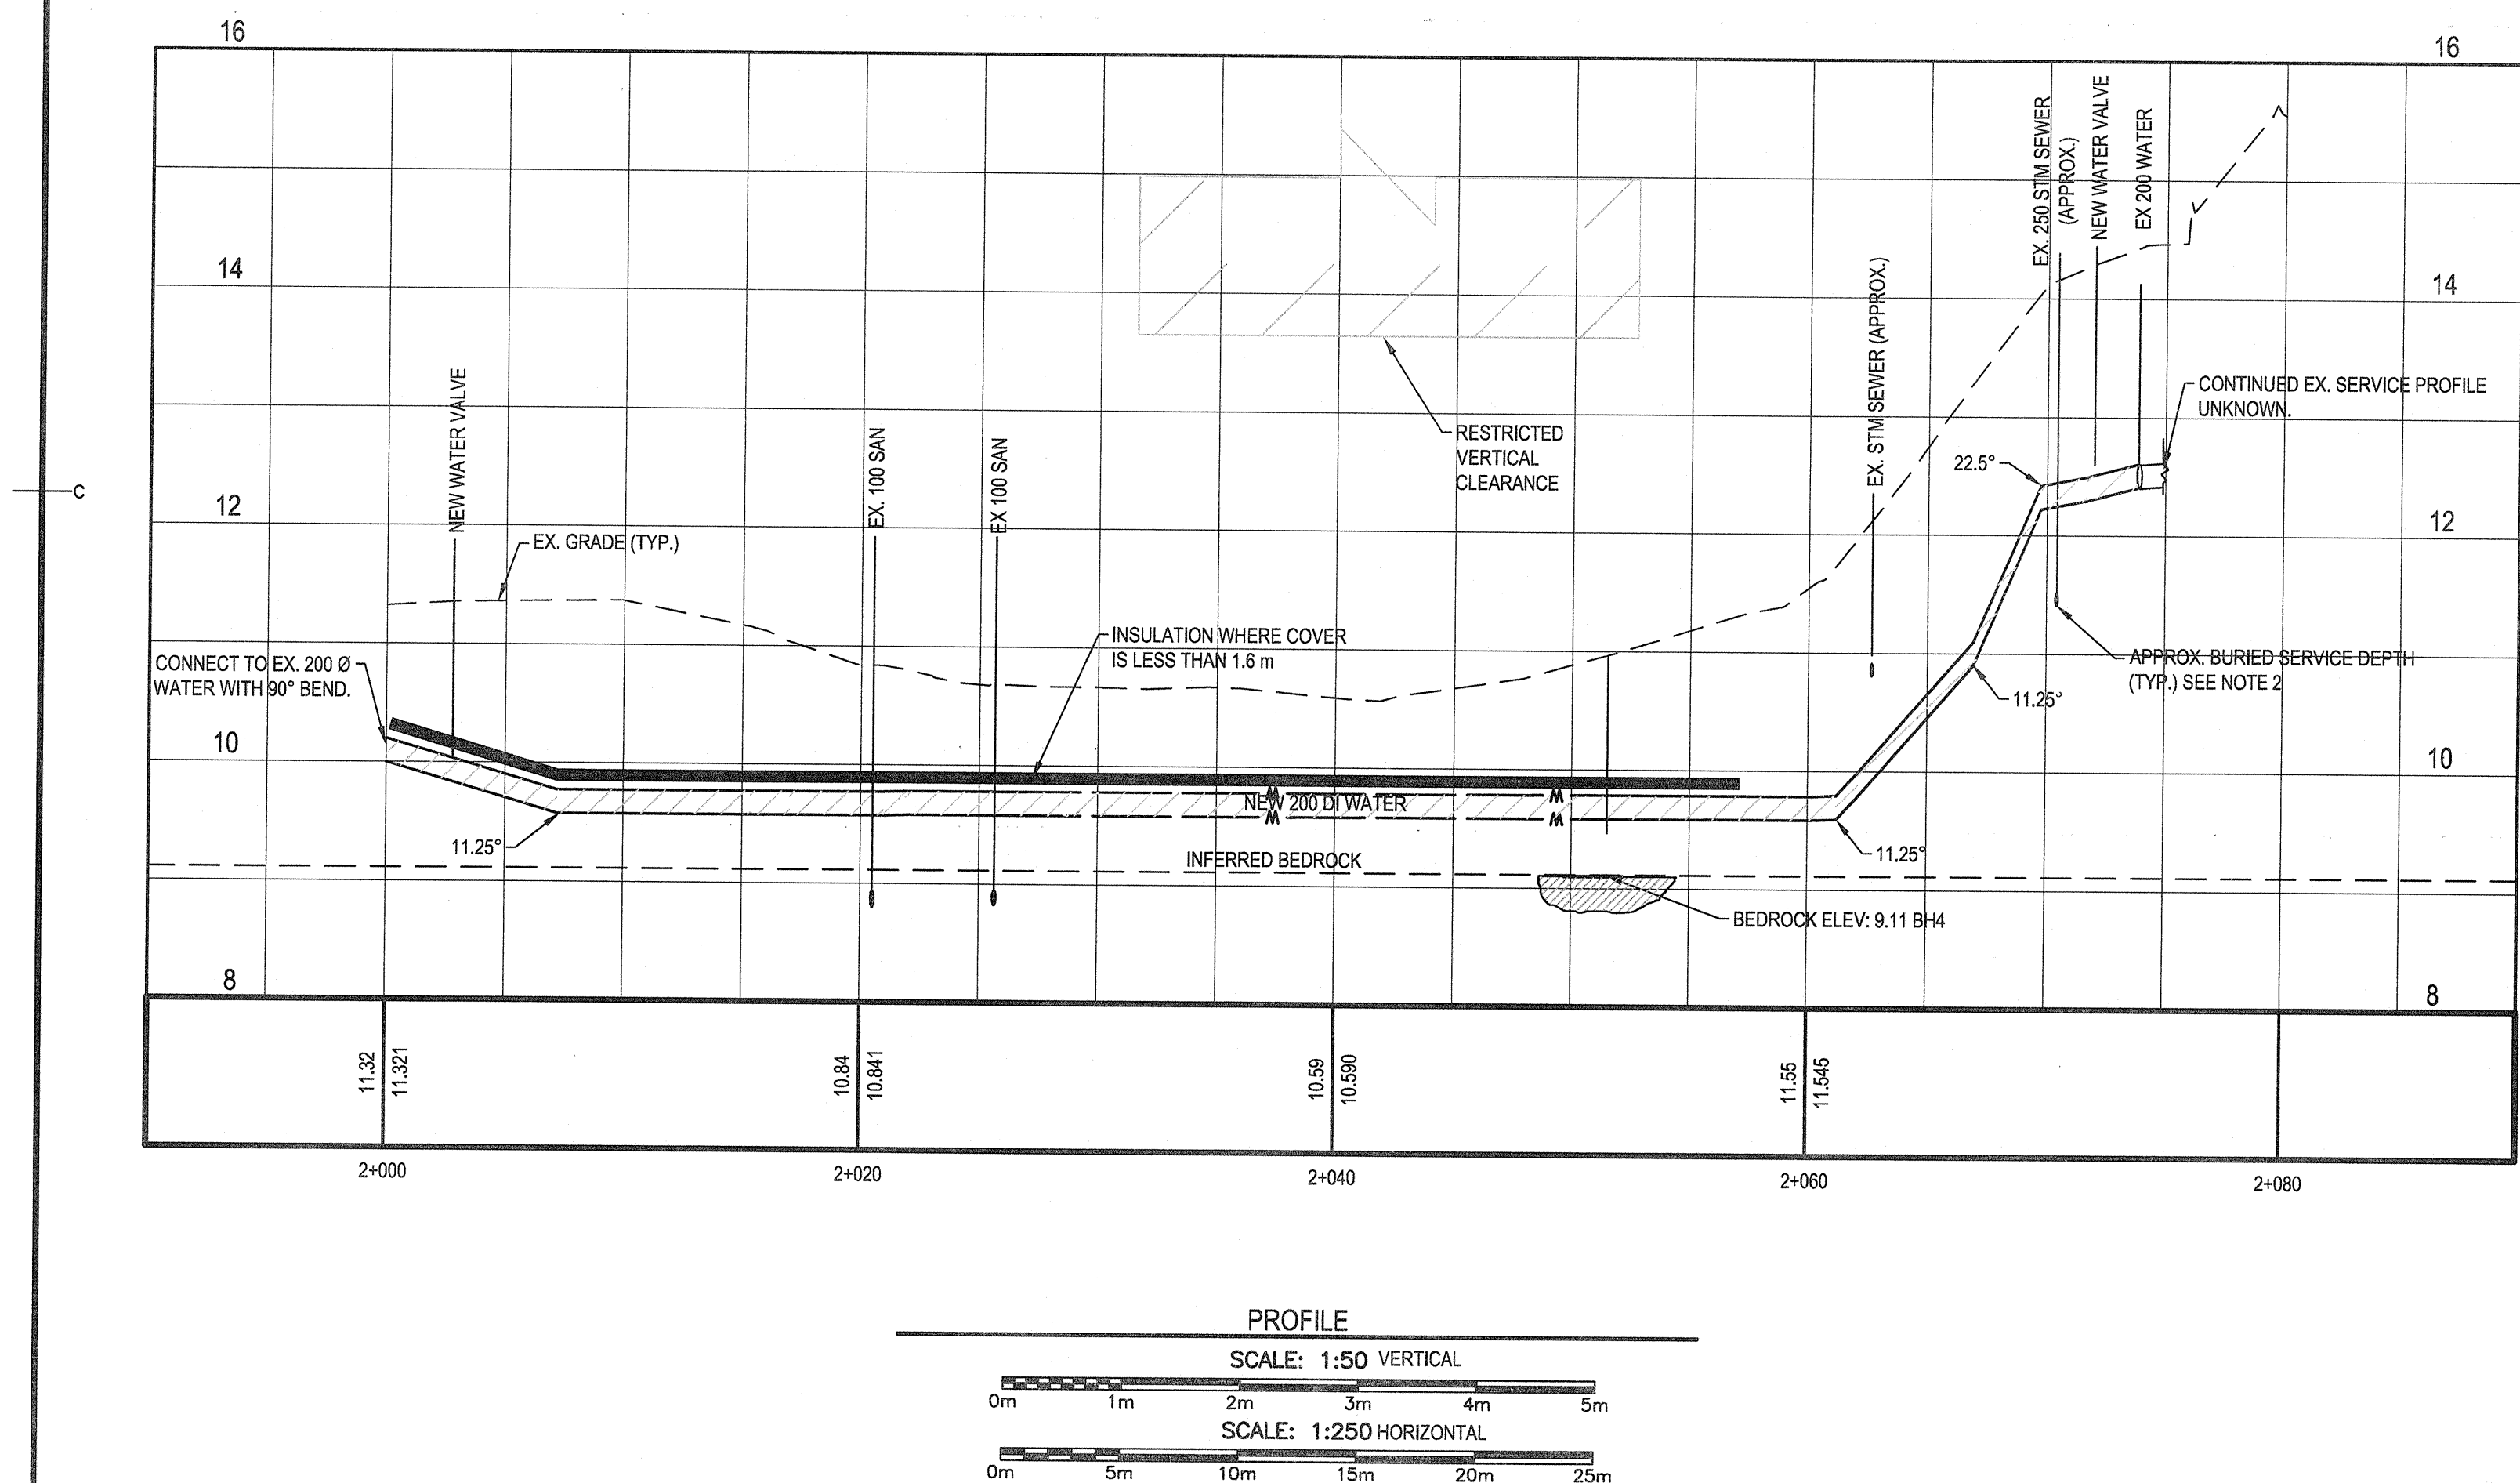 16
16
EX. 250 STM SEWER
(APPROX.)
NEW WATER VALVE
EX 200 WATER
14
14
EX. STM SEWER (APPROX.)
NEW WATER VALVE
CONTINUED EX. SERVICE PROFILE
UNKNOWN.
EX. 100 SAN
EX 100 SAN
RESTRICTED
VERTICAL
CLEARANCE
22.5°
C
12
12
EX. GRADE (TYP.)
INSULATION WHERE COVER
IS LESS THAN 1.6 m
CONNECT TO EX. 200 Ø
WATER WITH 90° BEND.
APPROX. BURIED SERVICE DEPTH
(TYP.) SEE NOTE 2
11.25°
10
10
NEW 200 DI WATER
11.25°
11.25°
INFERRED BEDROCK
BEDROCK ELEV: 9.11 BH4
8
8
11.32
11.321
10.84
10.841
10.59
10.590
11.55
11.545
2+000
2+020
2+040
2+060
2+080
PROFILE
SCALE: 1:50 VERTICAL
0m 1m 2m 3m 4m 5m
SCALE: 1:250 HORIZONTAL
0m 5m 10m 15m 20m 25m